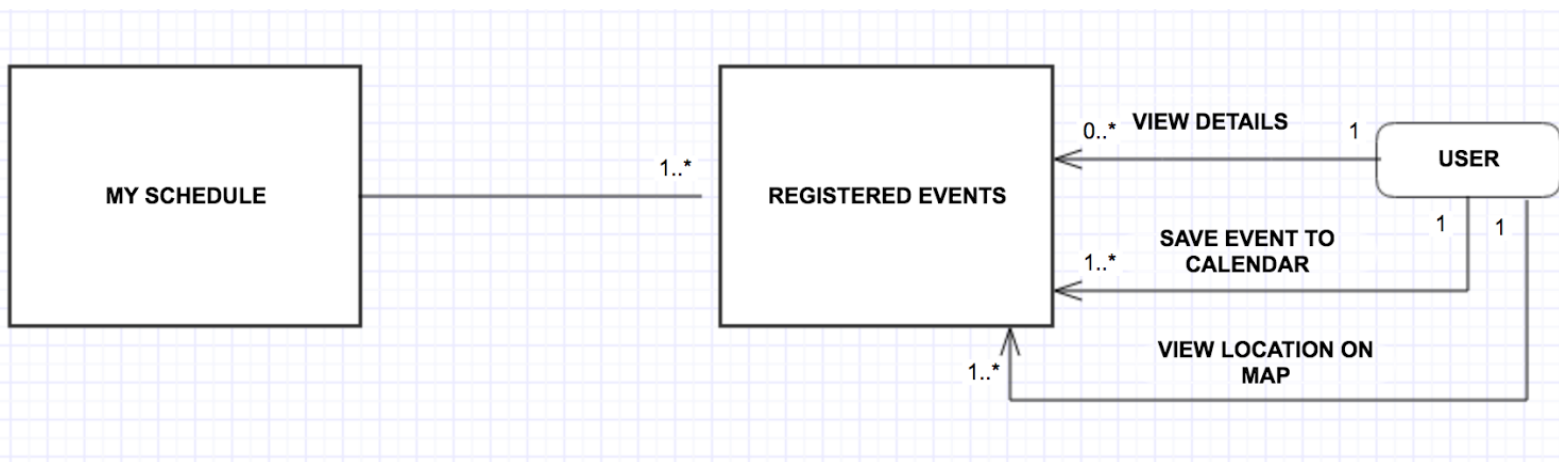 MY SCHEDULE
1..*
REGISTERED EVENTS
0..*
VIEW DETAILS
1
USER
1..*
SAVE EVENT TO
CALENDAR
1
1
1..*
VIEW LOCATION ON
MAP